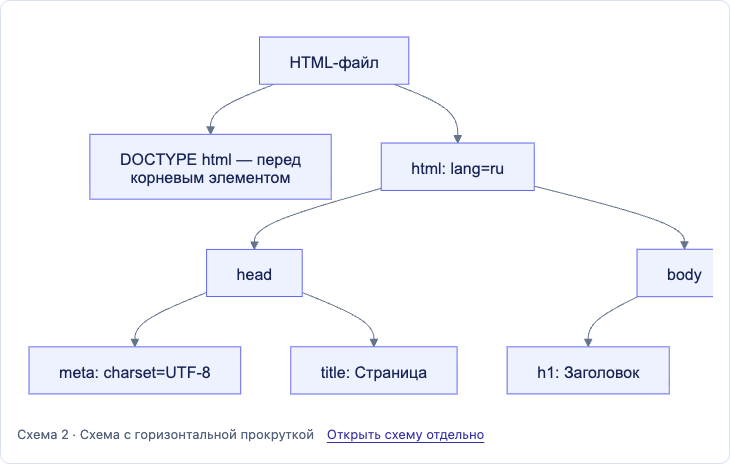 HTML-файл
DOCTYPE html — перед
корневым элементом
html: lang=ru
head
body
meta: charset=UTF-8
title: Страница
h1: Заголовок
Схема 2 · Схема с горизонтальной прокруткой Открыть схему отдельно